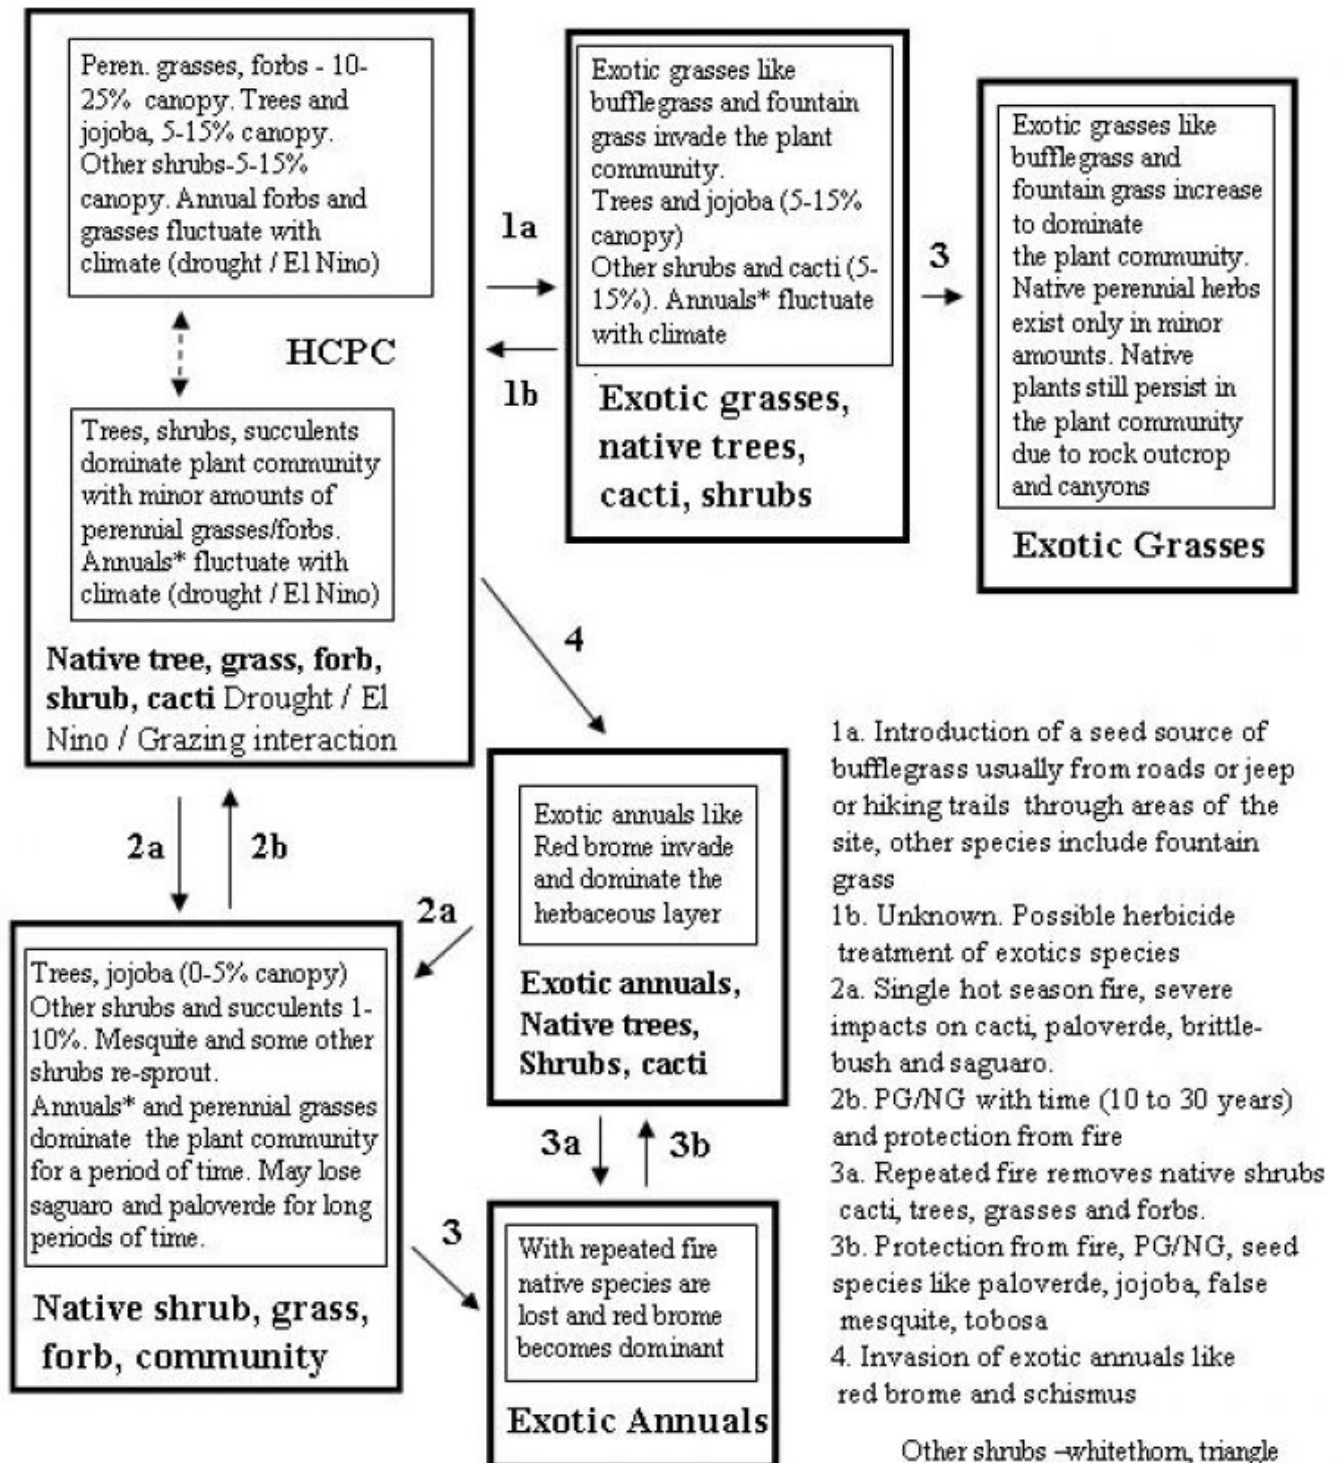 Peren. grasses, forbs - 10-
25% canopy. Trees and
jojoba, 5-15% canopy.
Other shrubs-5-15%
canopy. Annual forbs and
grasses fluctuate with
climate (drought / El Nino)
HCPC
Trees, shrubs, succulents
dominate plant community
with minor amounts of
perennial grasses/forbs.
Annuals* fluctuate with
climate (drought / El Nino)
Native tree, grass, forb,
shrub, cacti Drought / El
Nino / Grazing interaction
1a
1b
Exotic grasses like
bufflegrass and fountain
grass invade the plant
community.
Trees and jojoba (5-15%
canopy)
Other shrubs and cacti (5-
15%). Annuals* fluctuate
with climate
Exotic grasses,
native trees,
cacti, shrubs
3
Exotic grasses like
bufflegrass and
fountain grass increase
to dominate
the plant community.
Native perennial herbs
exist only in minor
amounts. Native
plants still persist in
the plant community
due to rock outcrop
and canyons
Exotic Grasses
4
2a
2b
Exotic annuals like
Red brome invade
and dominate the
herbaceous layer
Exotic annuals,
Native trees,
Shrubs, cacti
2a
Trees, jojoba (0-5% canopy)
Other shrubs and succulents 1-
10%. Mesquite and some other
shrubs re-sprout.
Annuals* and perennial grasses
dominate the plant community
for a period of time. May lose
saguaro and paloverde for long
periods of time.
Native shrub, grass,
forb, community
3a
3b
3
With repeated fire
native species are
lost and red brome
becomes dominant
Exotic Annuals
1a. Introduction of a seed source of
bufflegrass usually from roads or jeep
or hiking trails through areas of the
site, other species include fountain
grass
1b. Unknown. Possible herbicide
treatment of exotics species
2a. Single hot season fire, severe
impacts on cacti, paloverde, brittle-
bush and saguaro.
2b. PG/NG with time (10 to 30 years)
and protection from fire
3a. Repeated fire removes native shrubs
cacti, trees, grasses and forbs.
3b. Protection from fire, PG/NG, seed
species like paloverde, jojoba, false
mesquite, tobosa
4. Invasion of exotic annuals like
red brome and schismus
Other shrubs –whitethorn, triangle